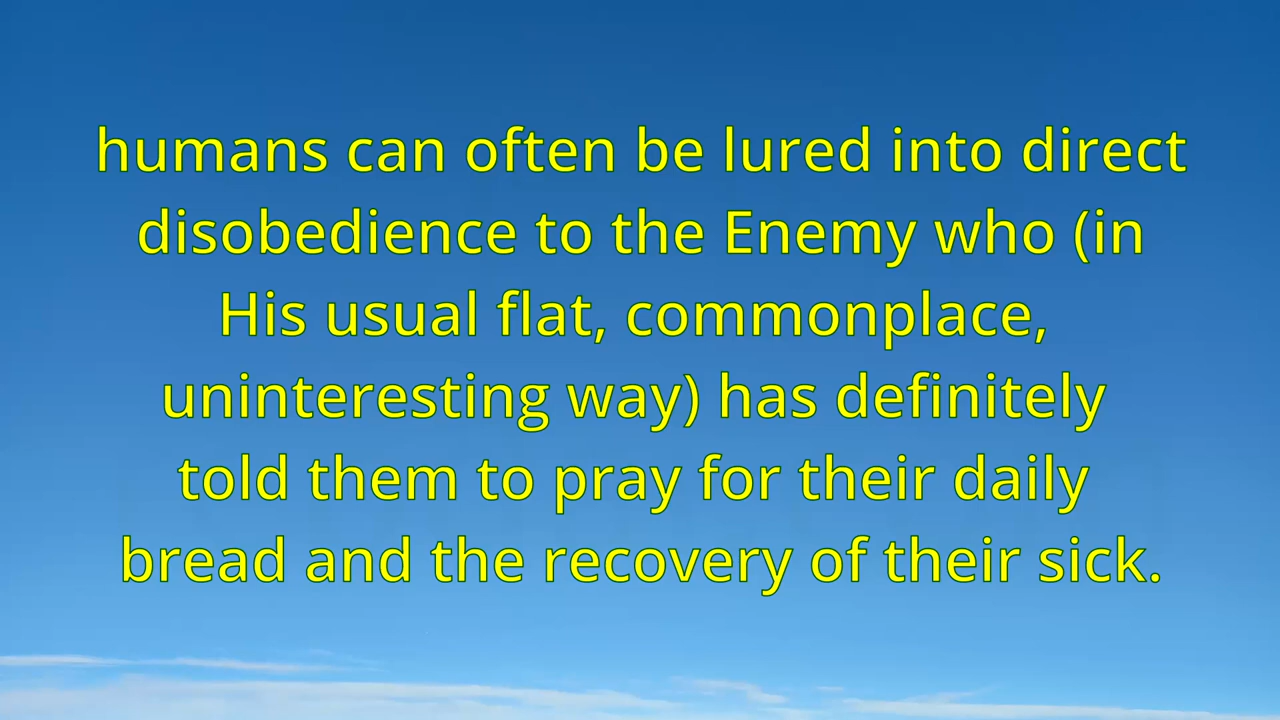 humans can often be lured into direct
disobedience to the Enemy who (in
His usual flat, commonplace,
uninteresting way) has definitely
told them to pray for their daily
bread and the recovery of their sick.